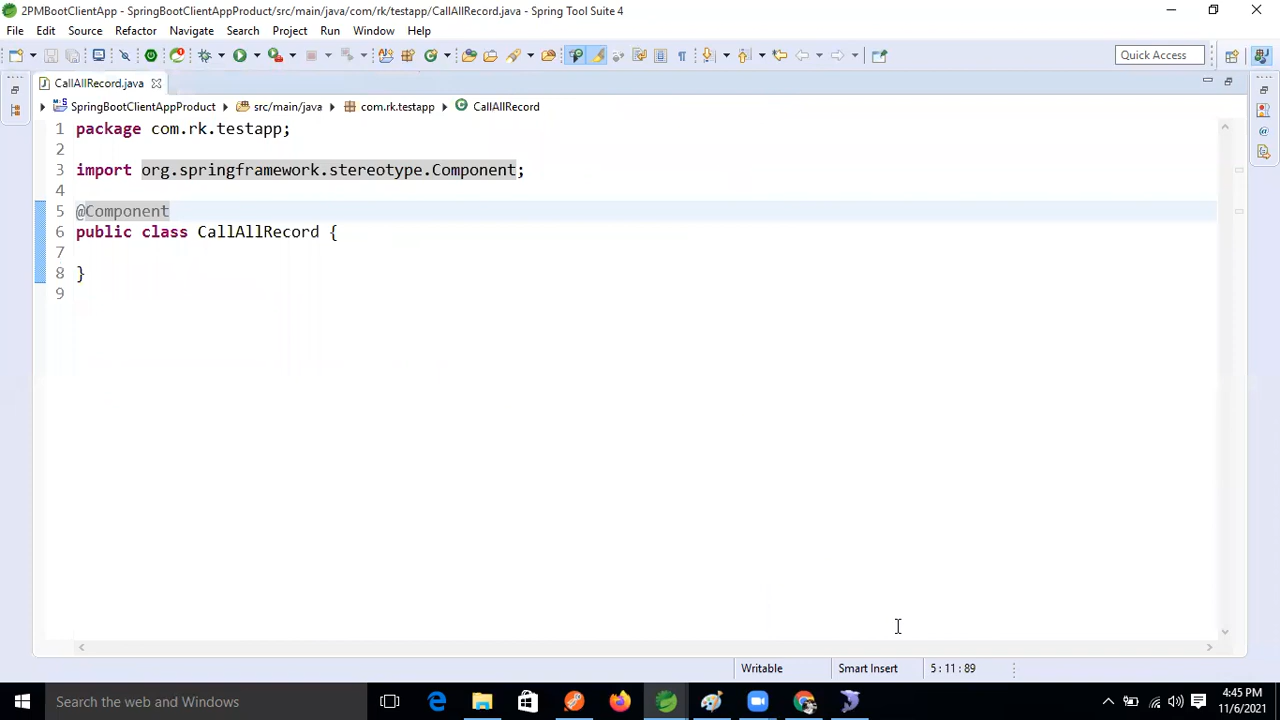 2PMBootClientApp - SpringBootClientAppProduct/src/main/java/com/rk/testapp/CallAllRecord.java - Spring Tool Suite 4
File Edit Source Refactor Navigate Search Project Run Window Help
Quick Access
CallAllRecord.java
SpringBootClientAppProduct src/main/java com.rk.testapp CallAllRecord
1 package com.rk.testapp;
2
3 import org.springframework.stereotype.Component;
4
5 @Component
6 public class CallAllRecord {
7
8 }
9
Writable Smart Insert 5 : 11 : 89
Search the web and Windows
4:45 PM
11/6/2021